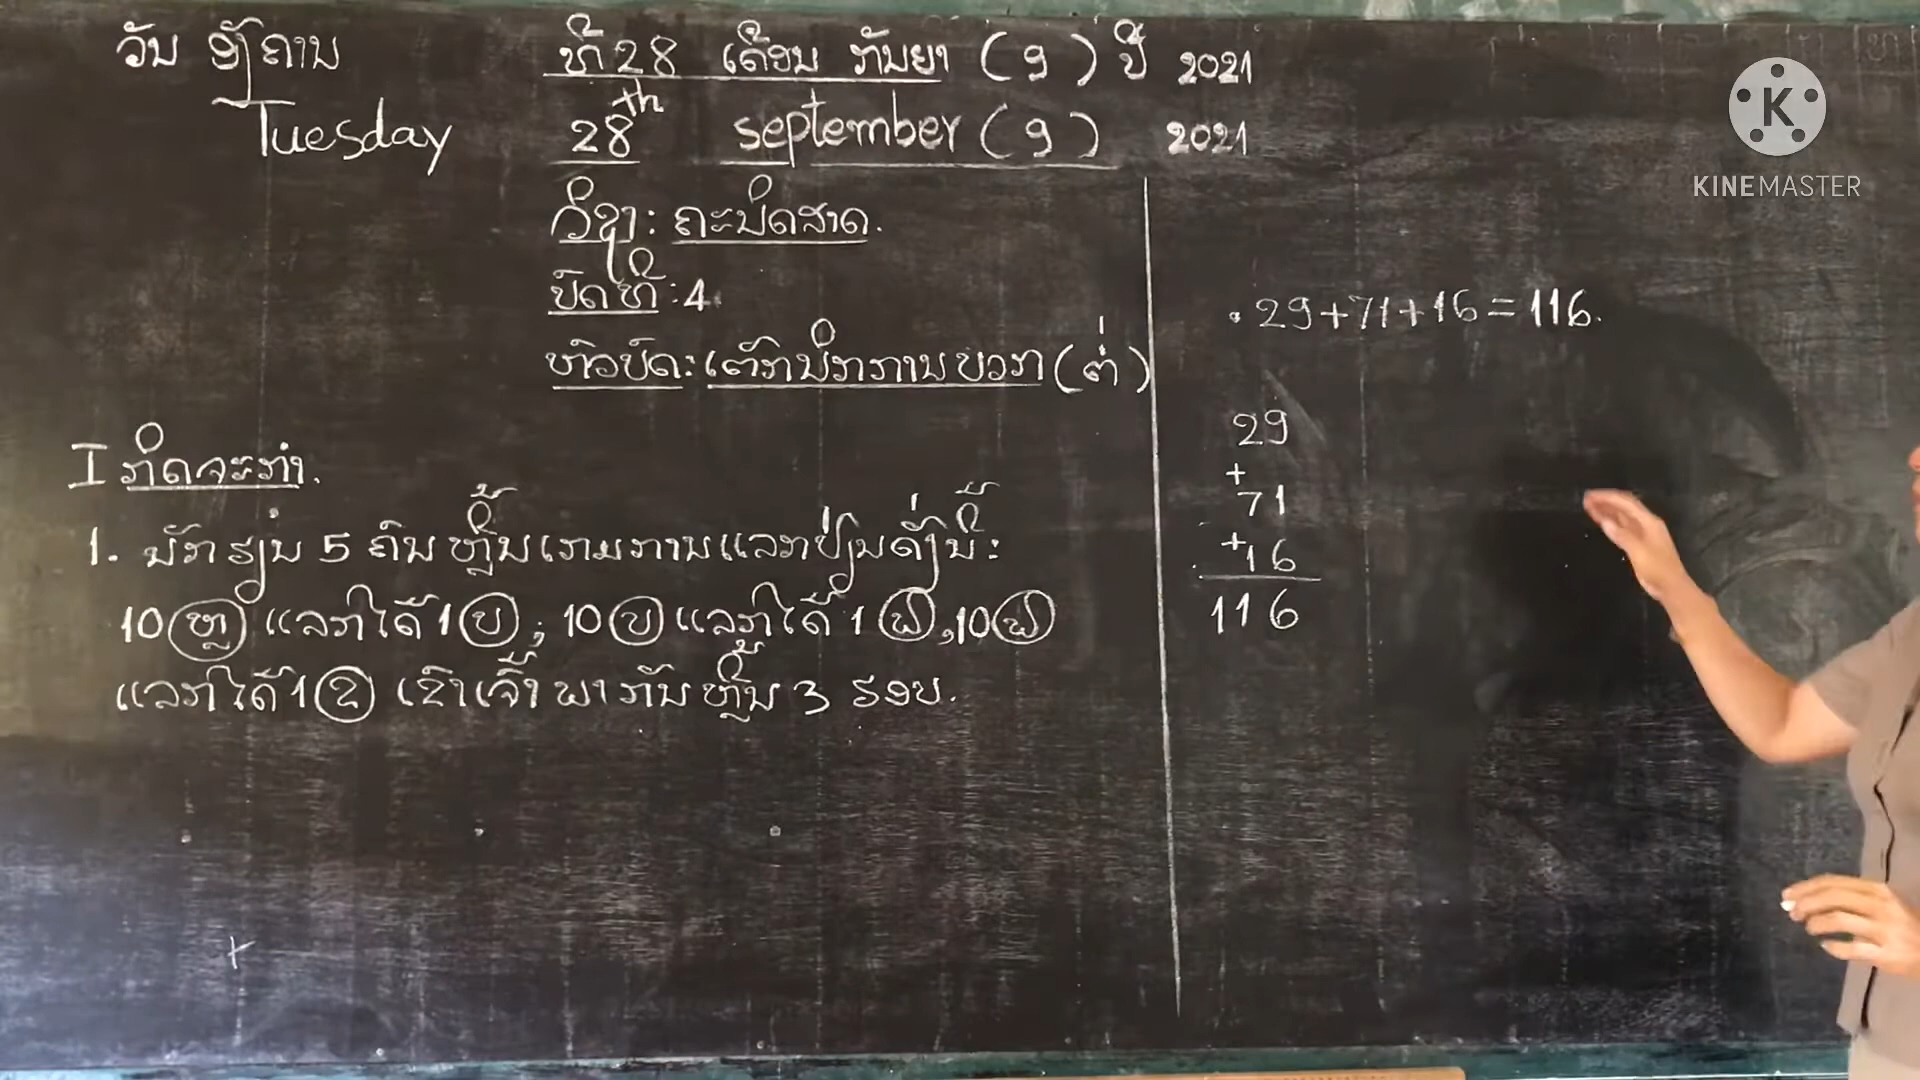 ວັນ ອັງຄານ ທີ 28 ເດືອນ ກັນຍາ (9) ປີ 2021
Tuesday 28th september (9) 2021
ວິຊາ: ຄະນິດສາດ.
ບົດທີ: 4
ຫົວບົດ: ເຕັກນິກການບວກ (ຕໍ່)
I ກິດຈະກຳ.
1. ນັກຮຽນ 5 ຄົນຫຼິ້ນເກມການແລກປ່ຽນດັ່ງນີ້:
10 ຫຼ ແລກໄດ້ 1 ບ; 10 ບ ແລກໄດ້ 1 ຟ, 10 ຟ
ແລກໄດ້ 1 ຂ ເຂົາເຈົ້າ ພາກັນ ຫຼິ້ນ 3 ຮອບ.
29+71+16=116.
29
+
71
+16
116
K
KINEMASTER